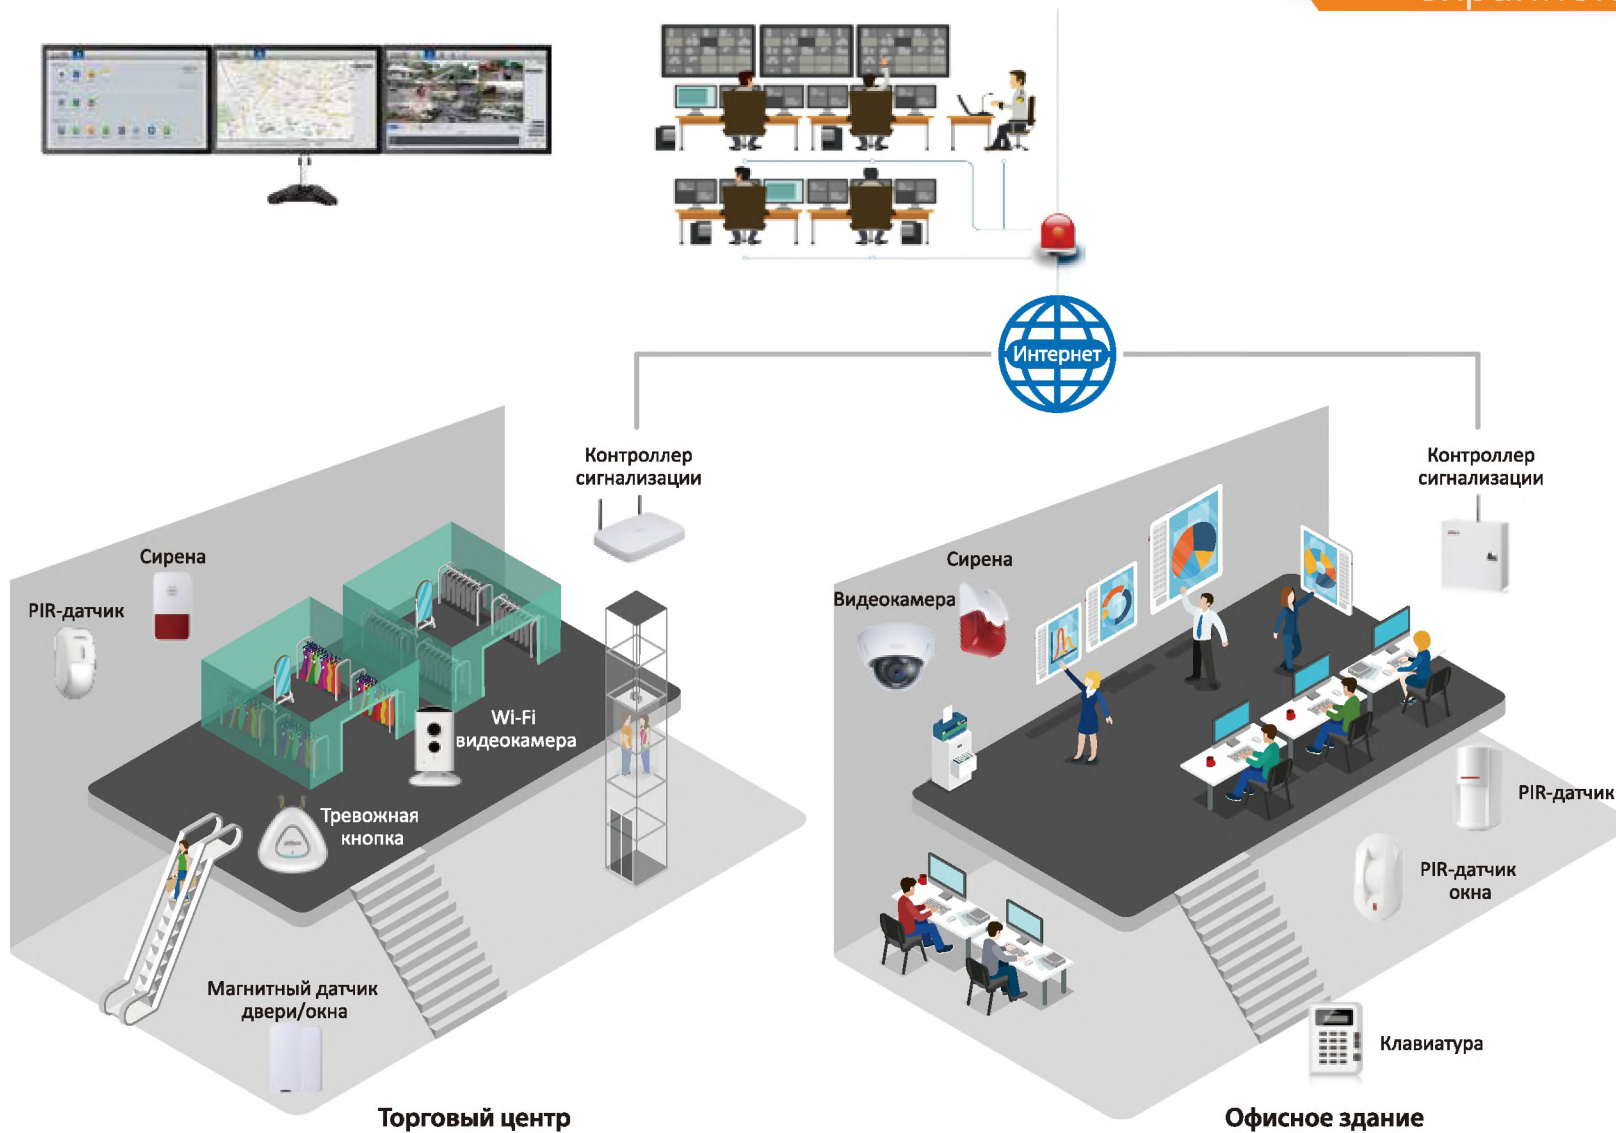 Интернет
Контроллер
сигнализации
Контроллер
сигнализации
Сирена
PIR-датчик
Wi-Fi
видеокамера
Тревожная
кнопка
Магнитный датчик
двери/окна
Торговый центр
Сирена
Видеокамера
PIR-датчик
PIR-датчик
окна
Клавиатура
Офисное здание